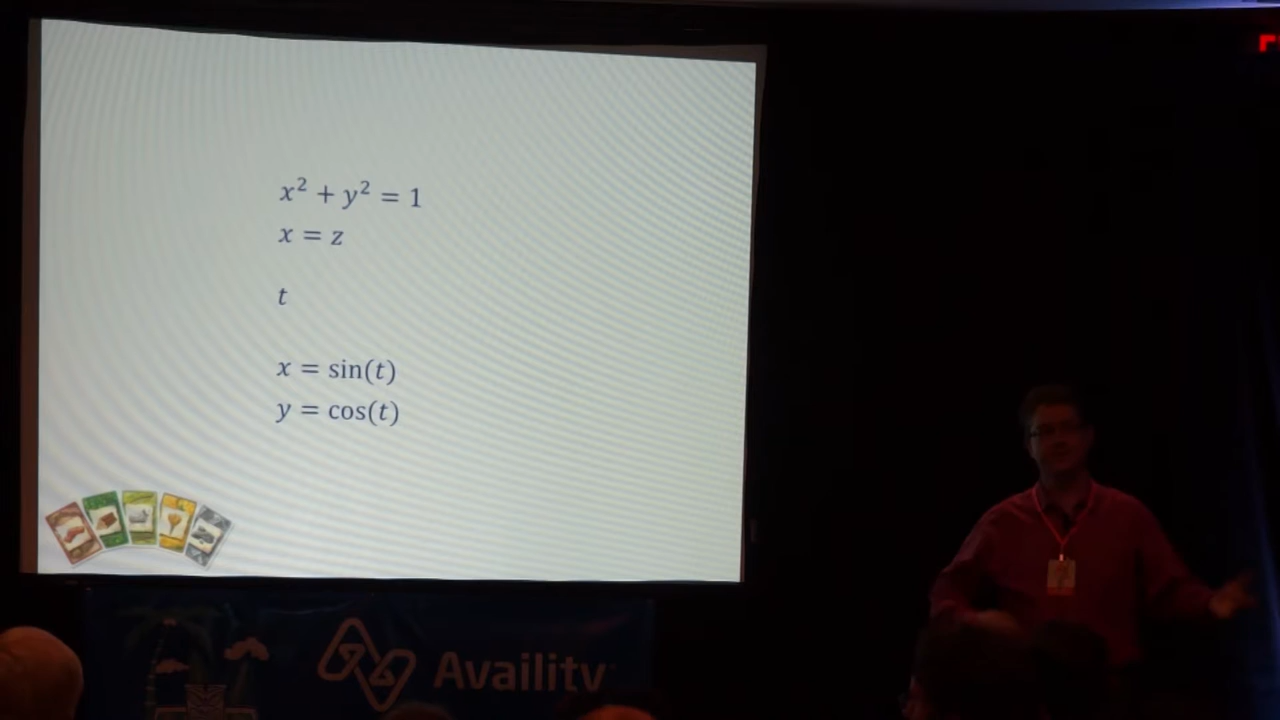 x² + y² = 1
x = z
t
x = sin(t)
y = cos(t)
Availity